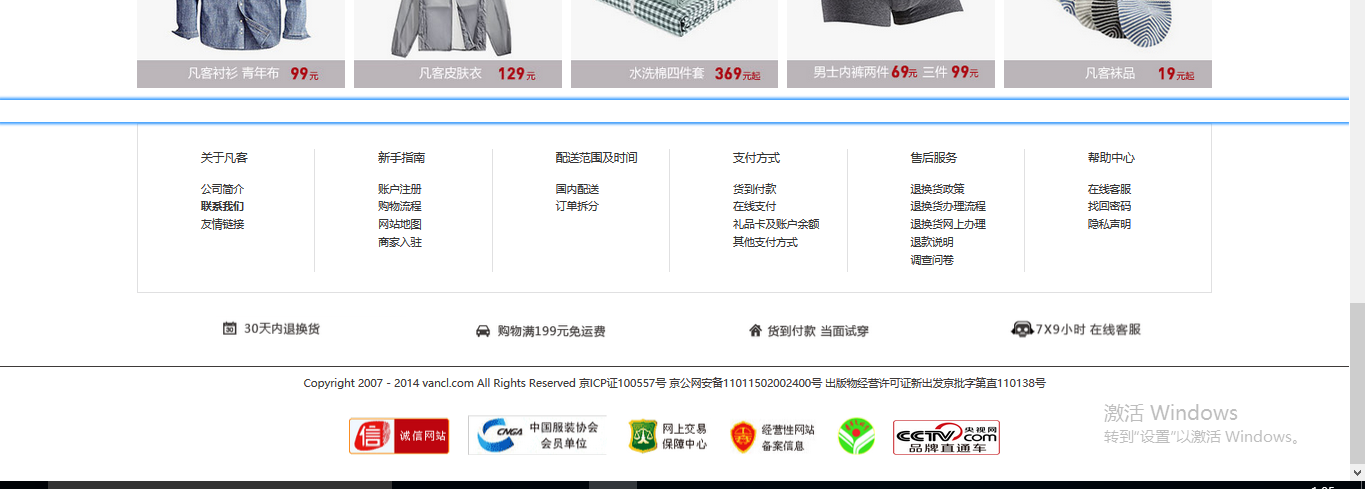 凡客衬衫 青年布 99元
凡客皮肤衣 129元
水洗棉四件套 369元起
男士内裤两件69元 三件 99元
凡客袜品 19元起
关于凡客
公司简介
联系我们
友情链接
新手指南
账户注册
购物流程
网站地图
商家入驻
配送范围及时间
国内配送
订单拆分
支付方式
货到付款
在线支付
礼品卡及账户余额
其他支付方式
售后服务
退换货政策
退换货办理流程
退换货网上办理
退款说明
调查问卷
帮助中心
在线客服
找回密码
隐私声明
30
30天内退换货
购物满199元免运费
货到付款 当面试穿
7X9小时 在线客服
Copyright 2007 - 2014 vancl.com All Rights Reserved 京ICP证100557号 京公网安备11011502002400号 出版物经营许可证新出发京批字第直110138号
信 诚信网站
CNGA
中国服装协会
会员单位
网上交易
保障中心
经营性网站
备案信息
CCTV.com 央视网
品牌直通车
激活 Windows
转到"设置"以激活 Windows。